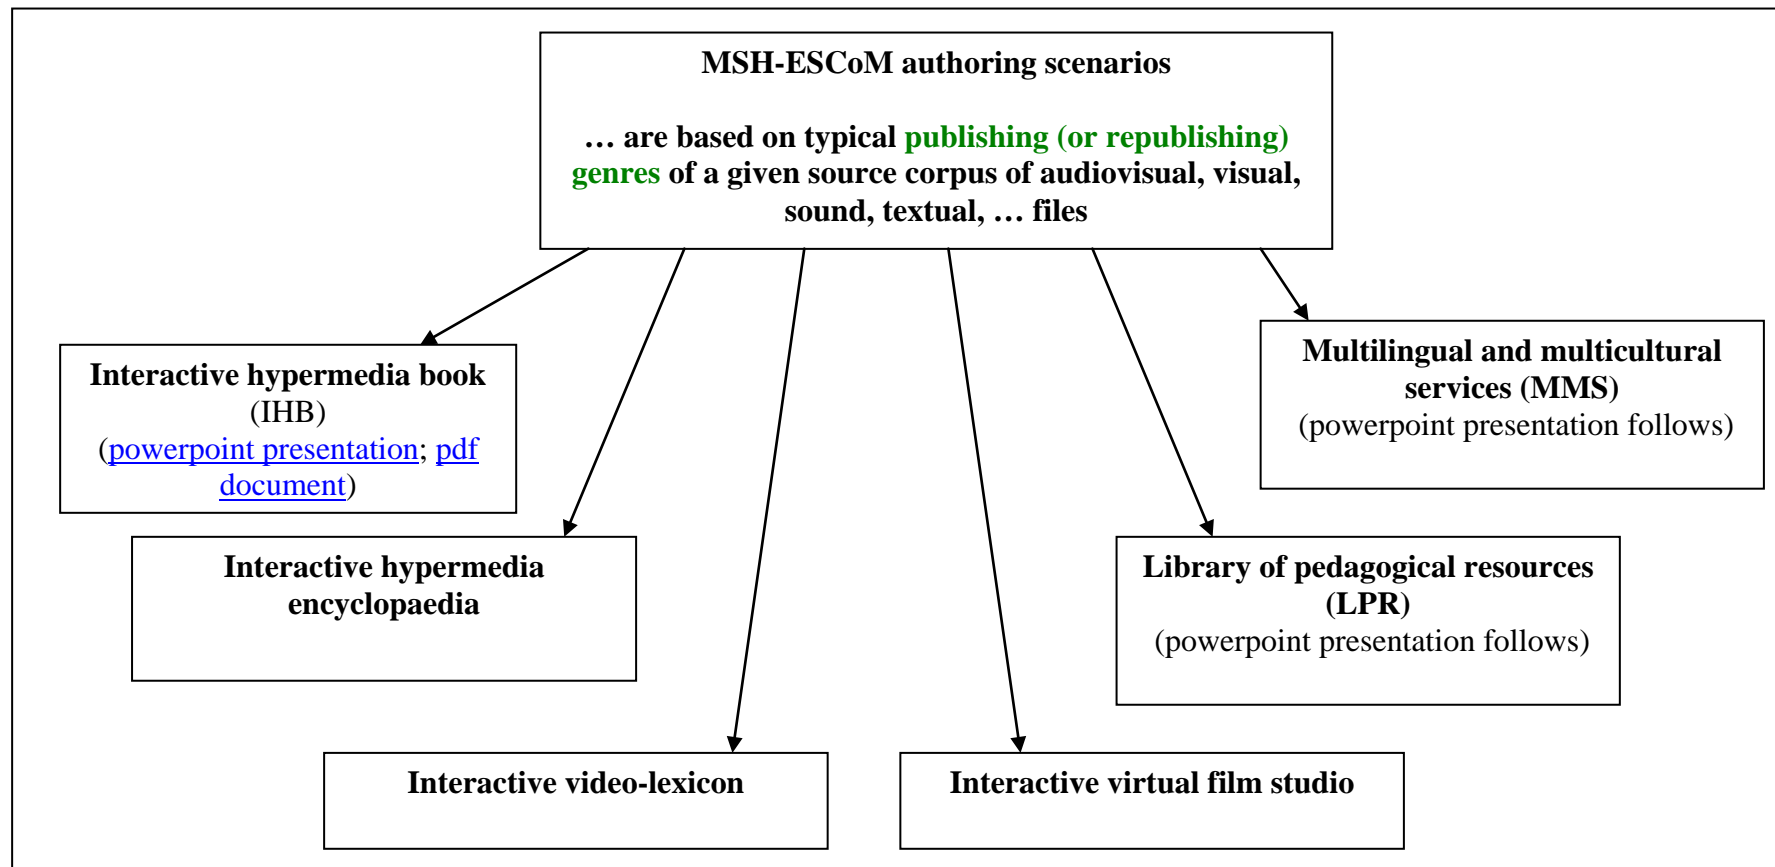 MSH-ESCoM authoring scenarios
… are based on typical publishing (or republishing)
genres of a given source corpus of audiovisual, visual,
sound, textual, … files
Interactive hypermedia book
(IHB)
(powerpoint presentation; pdf
document)
Multilingual and multicultural
services (MMS)
(powerpoint presentation follows)
Interactive hypermedia
encyclopaedia
Library of pedagogical resources
(LPR)
(powerpoint presentation follows)
Interactive video-lexicon
Interactive virtual film studio